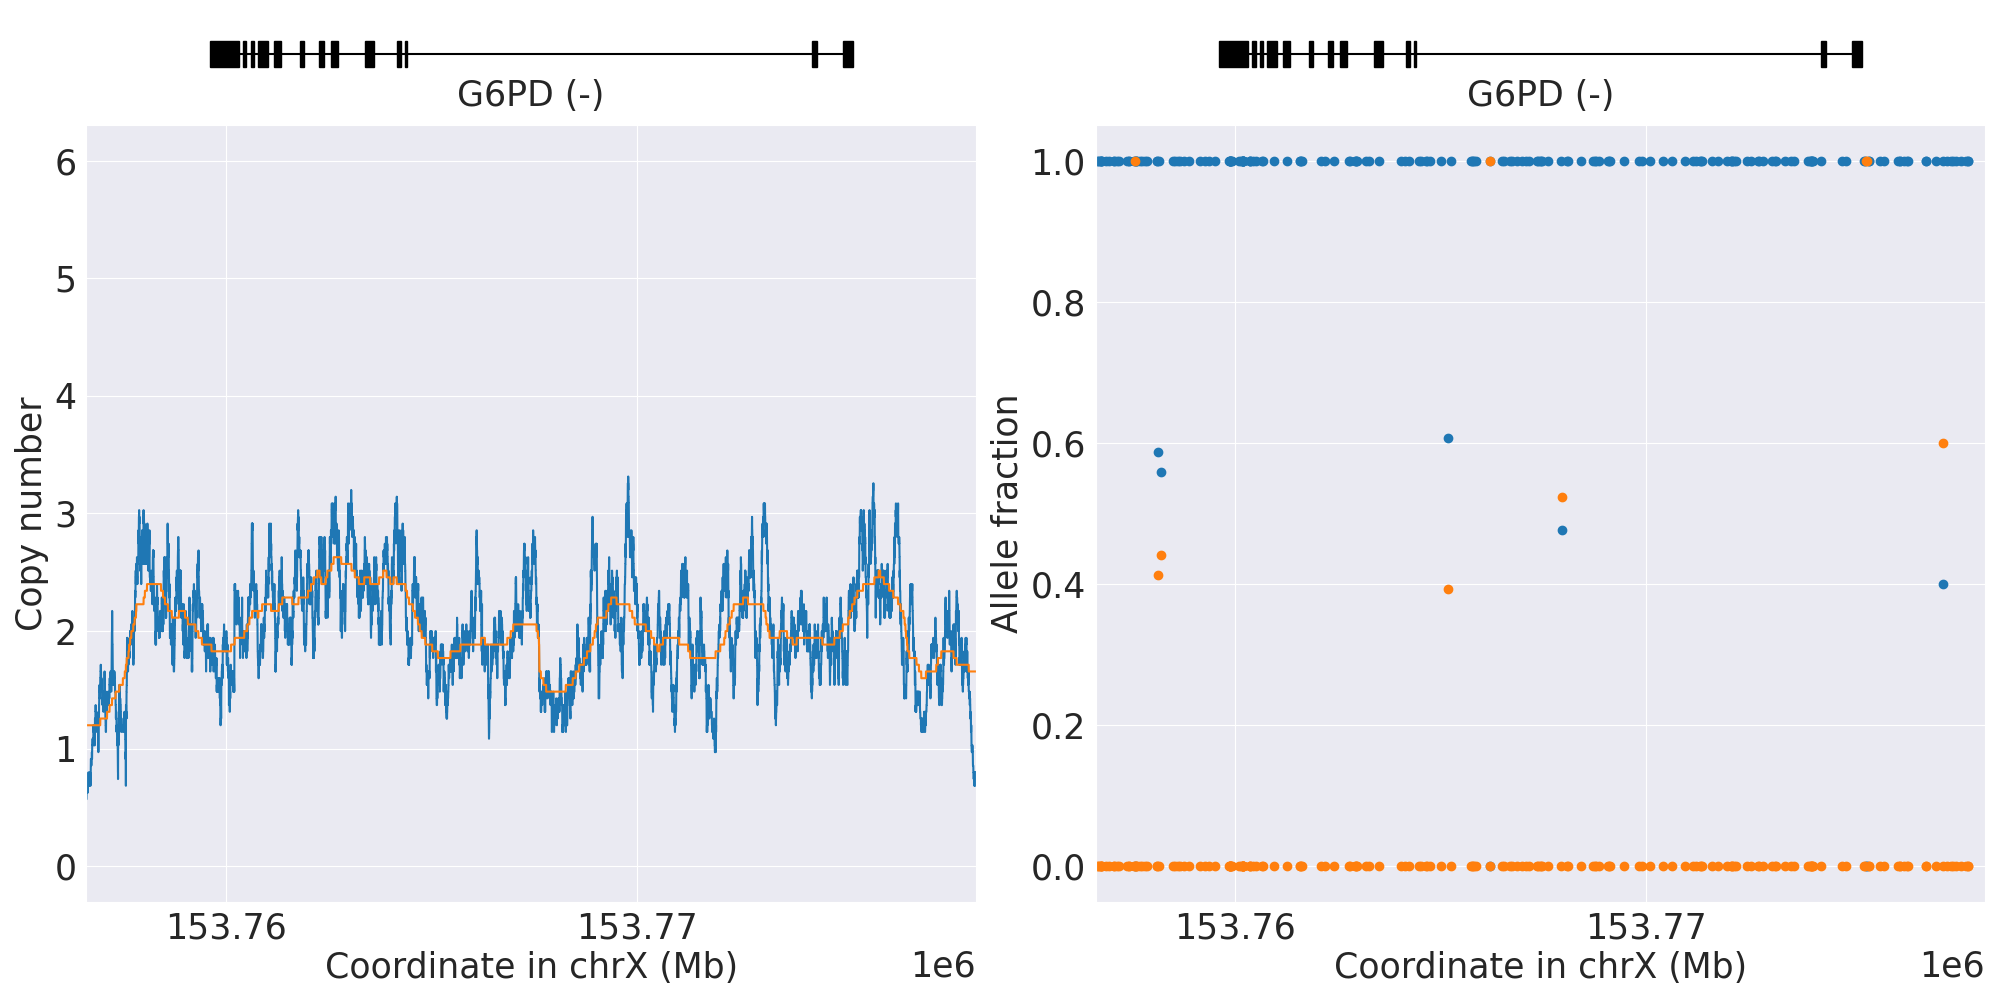 G6PD (-)
6
5
4
3
2
1
0
Copy number
153.76
153.77
Coordinate in chrX (Mb)
1e6
G6PD (-)
1.0
0.8
0.6
0.4
0.2
0.0
Allele fraction
153.76
153.77
Coordinate in chrX (Mb)
1e6